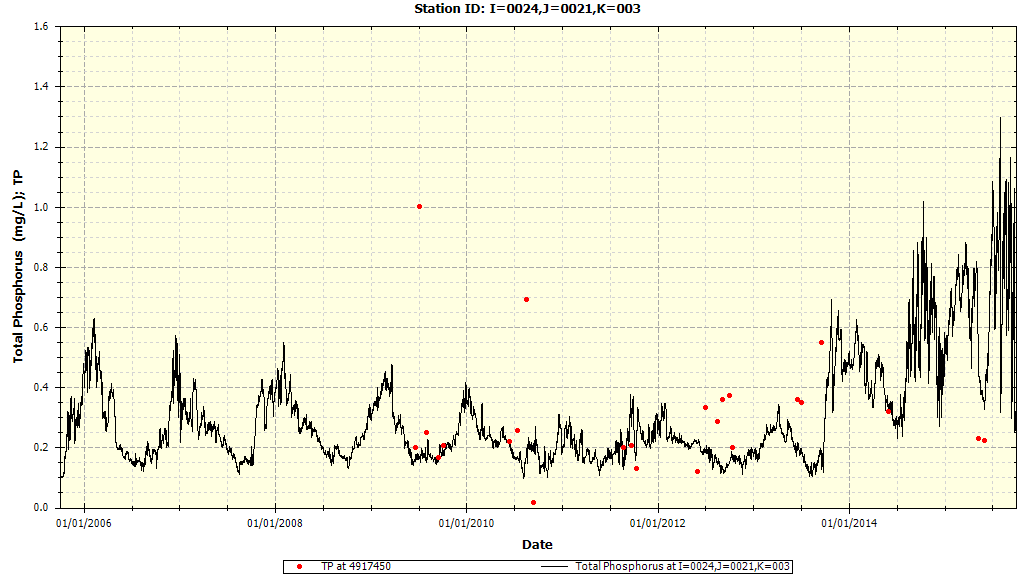 Station ID: I=0024,J=0021,K=003
Total Phosphorus (mg/L); TP
1.6
1.4
1.2
1.0
0.8
0.6
0.4
0.2
0.0
01/01/2006 01/01/2008 01/01/2010 01/01/2012 01/01/2014
Date
TP at 4917450 Total Phosphorus at I=0024,J=0021,K=003